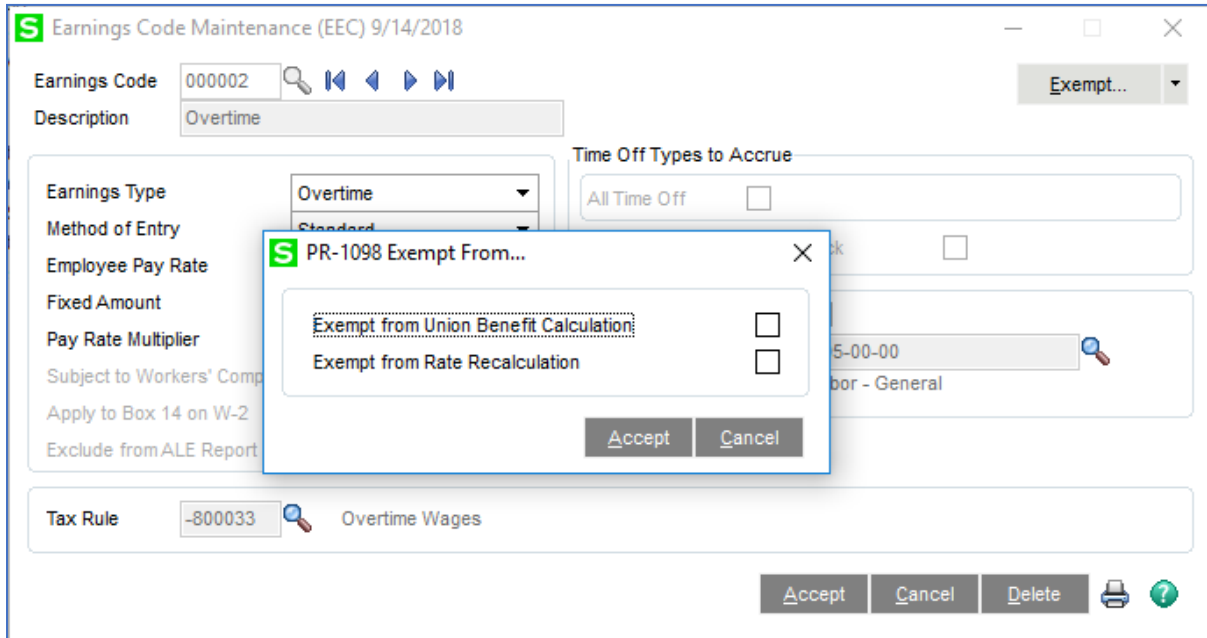 S Earnings Code Maintenance (EEC) 9/14/2018
Earnings Code 000002 Exempt...
Description Overtime
Time Off Types to Accrue
Earnings Type Overtime All Time Off
Method of Entry Standard
S PR-1098 Exempt From...
Employee Pay Rate
Fixed Amount
Exempt from Union Benefit Calculation
Pay Rate Multiplier 5-00-00
Exempt from Rate Recalculation
Subject to Workers' Comp bor - General
Apply to Box 14 on W-2
Accept Cancel
Exclude from ALE Report
Tax Rule -800033 Overtime Wages
Accept Cancel Delete ?